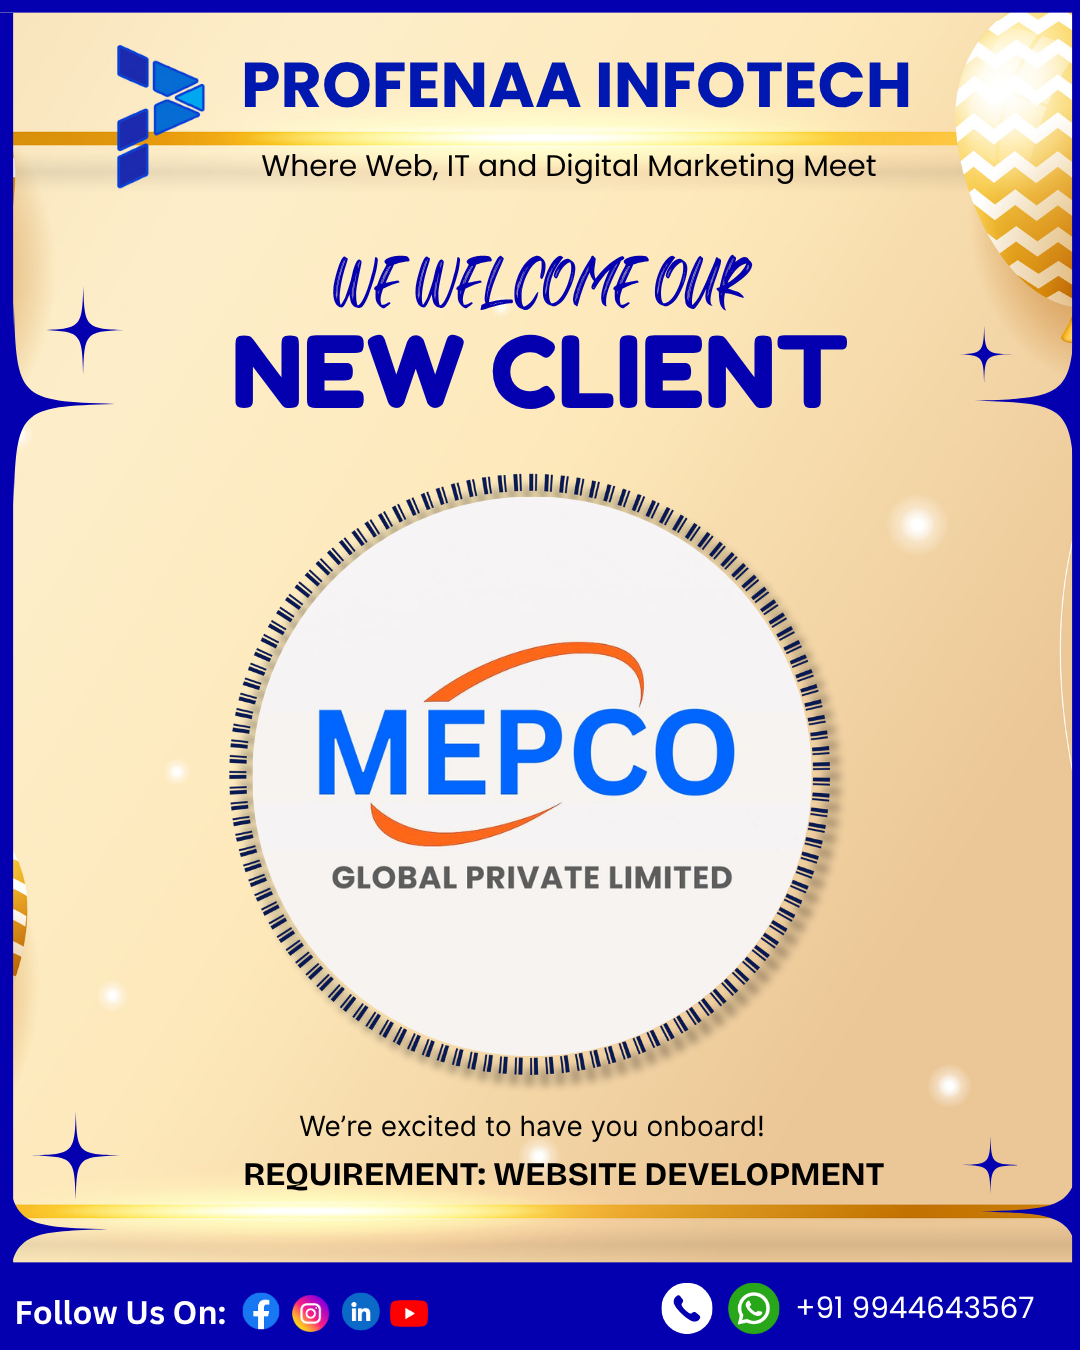 PROFENAA INFOTECH
Where Web, IT and Digital Marketing Meet
WE WELCOME OUR
NEW CLIENT
MEPCO
GLOBAL PRIVATE LIMITED
We're excited to have you onboard!
REQUIREMENT: WEBSITE DEVELOPMENT
Follow Us On: in +91 9944643567